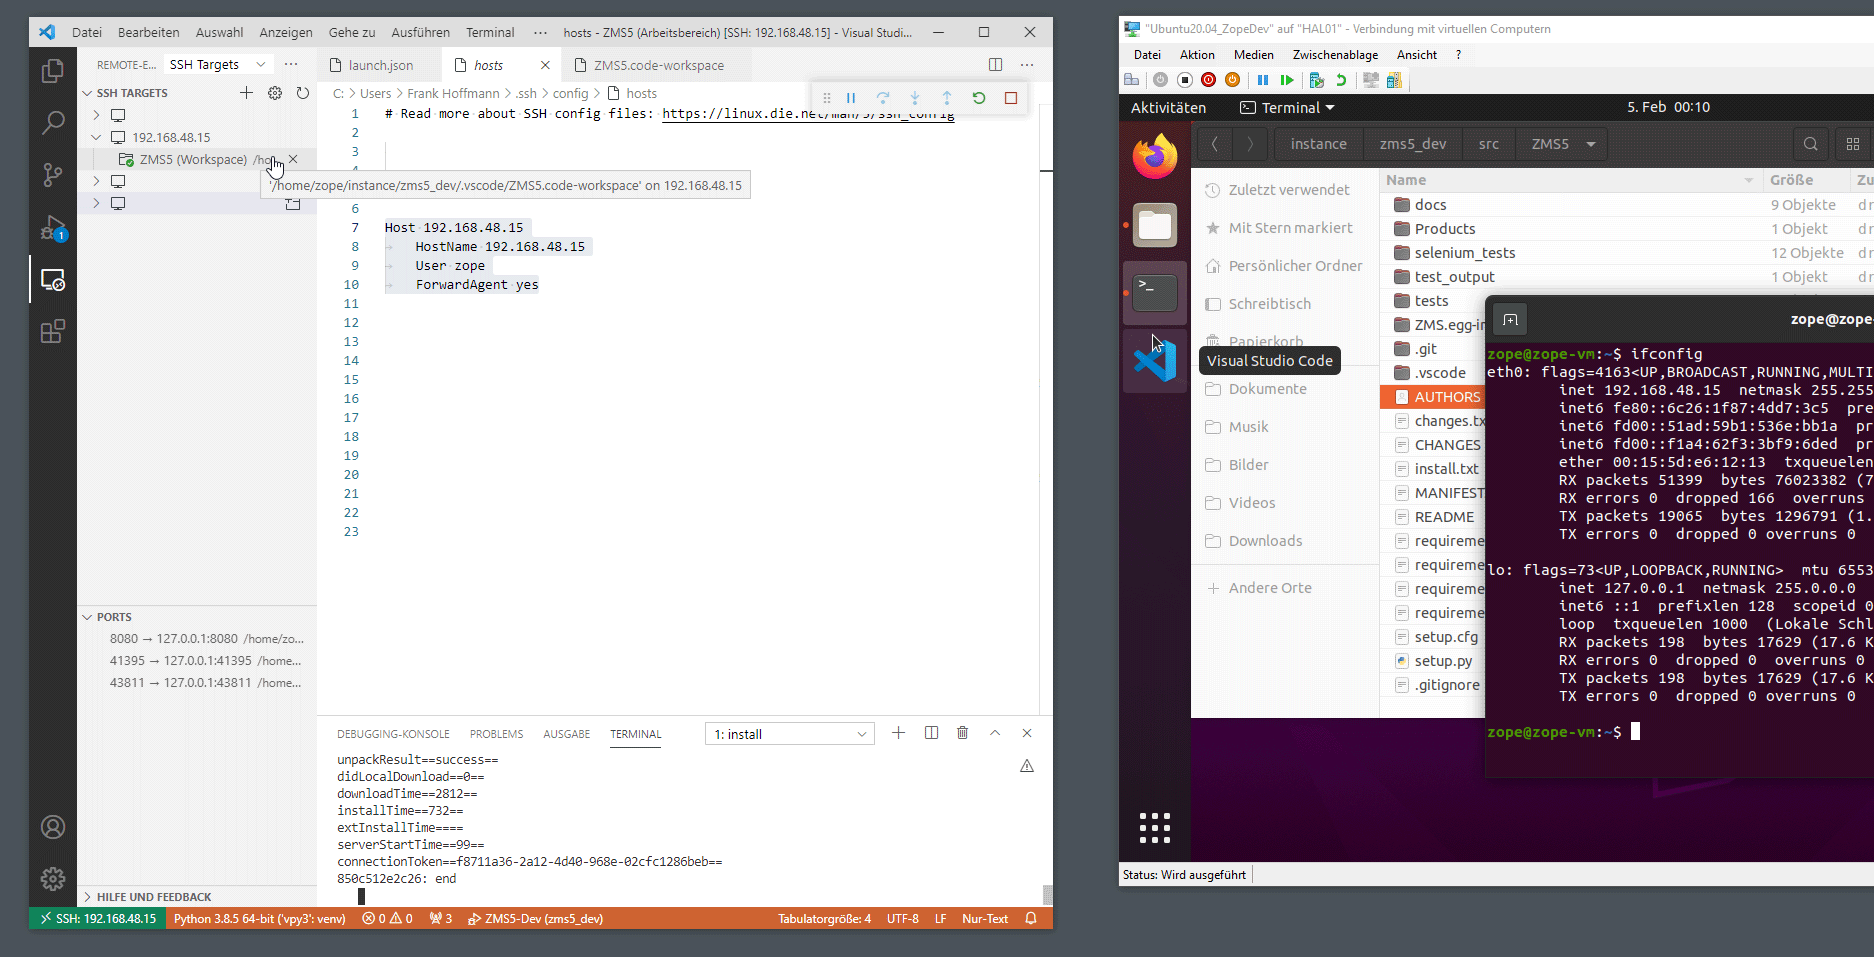 Datei Bearbeiten Auswahl Anzeigen Gehe zu Ausführen Terminal ··· hosts - ZMS5 (Arbeitsbereich) [SSH: 192.168.48.15] - Visual Studi...
REMOTE-E... SSH Targets ···
launch.json
hosts
ZMS5.code-workspace
SSH TARGETS
192.168.48.15
ZMS5 (Workspace) /ho
'/home/zope/instance/zms5_dev/.vscode/ZMS5.code-workspace' on 192.168.48.15
C: > Users > Frank Hoffmann > .ssh > config > hosts
1 # Read more about SSH config files: https://linux.die.net/man/5/ssh_config
2
3
4
6
7 Host 192.168.48.15
8 HostName 192.168.48.15
9 User zope
10 ForwardAgent yes
11
12
13
14
15
16
17
18
19
20
21
22
23
PORTS
8080 → 127.0.0.1:8080 /home/zo...
41395 → 127.0.0.1:41395 /home...
43811 → 127.0.0.1:43811 /home...
HILFE UND FEEDBACK
DEBUGGING-KONSOLE PROBLEMS AUSGABE TERMINAL 1: install
unpackResult==success==
didLocalDownload==0==
downloadTime==2812==
installTime==732==
extInstallTime====
serverStartTime==99==
connectionToken==f8711a36-2a12-4d40-968e-02cfc1286beb==
850c512e2c26: end
SSH: 192.168.48.15 Python 3.8.5 64-bit ('vpy3': venv) 0 0 3 ZMS5-Dev (zms5_dev) Tabulatorgröße: 4 UTF-8 LF Nur-Text
1
"Ubuntu20.04_ZopeDev" auf "HAL01" - Verbindung mit virtuellen Computern
Datei Aktion Medien Zwischenablage Ansicht ?
Aktivitäten Terminal 5. Feb 00:10
instance zms5_dev src ZMS5
Zuletzt verwendet
Mit Stern markiert
Persönlicher Ordner
Schreibtisch
Papierkorb
Visual Studio Code
Dokumente
Musik
Bilder
Videos
Downloads
Andere Orte
Name Größe Zu
docs 9 Objekte dr
Products 1 Objekt dr
selenium_tests 12 Objekte dr
test_output 1 Objekt dr
tests
ZMS.egg-in
.git
.vscode
AUTHORS
changes.tx
CHANGES
install.txt
MANIFEST
README
requireme
requireme
requireme
requireme
setup.cfg
setup.py
.gitignore
zope@zope-
zope@zope-vm:~$ ifconfig
eth0: flags=4163<UP,BROADCAST,RUNNING,MULTI
inet 192.168.48.15 netmask 255.255
inet6 fe80::6c26:1f87:4dd7:3c5 pre
inet6 fd00::51ad:59b1:536e:bb1a pr
inet6 fd00::f1a4:62f3:3bf9:6ded pr
ether 00:15:5d:e6:12:13 txqueuelen
RX packets 51399 bytes 76023382 (7
RX errors 0 dropped 166 overruns
TX packets 19065 bytes 1296791 (1.
TX errors 0 dropped 0 overruns 0
lo: flags=73<UP,LOOPBACK,RUNNING> mtu 6553
inet 127.0.0.1 netmask 255.0.0.0
inet6 ::1 prefixlen 128 scopeid 0
loop txqueuelen 1000 (Lokale Schl
RX packets 198 bytes 17629 (17.6 K
RX errors 0 dropped 0 overruns 0
TX packets 198 bytes 17629 (17.6 K
TX errors 0 dropped 0 overruns 0
zope@zope-vm:~$
Status: Wird ausgeführt